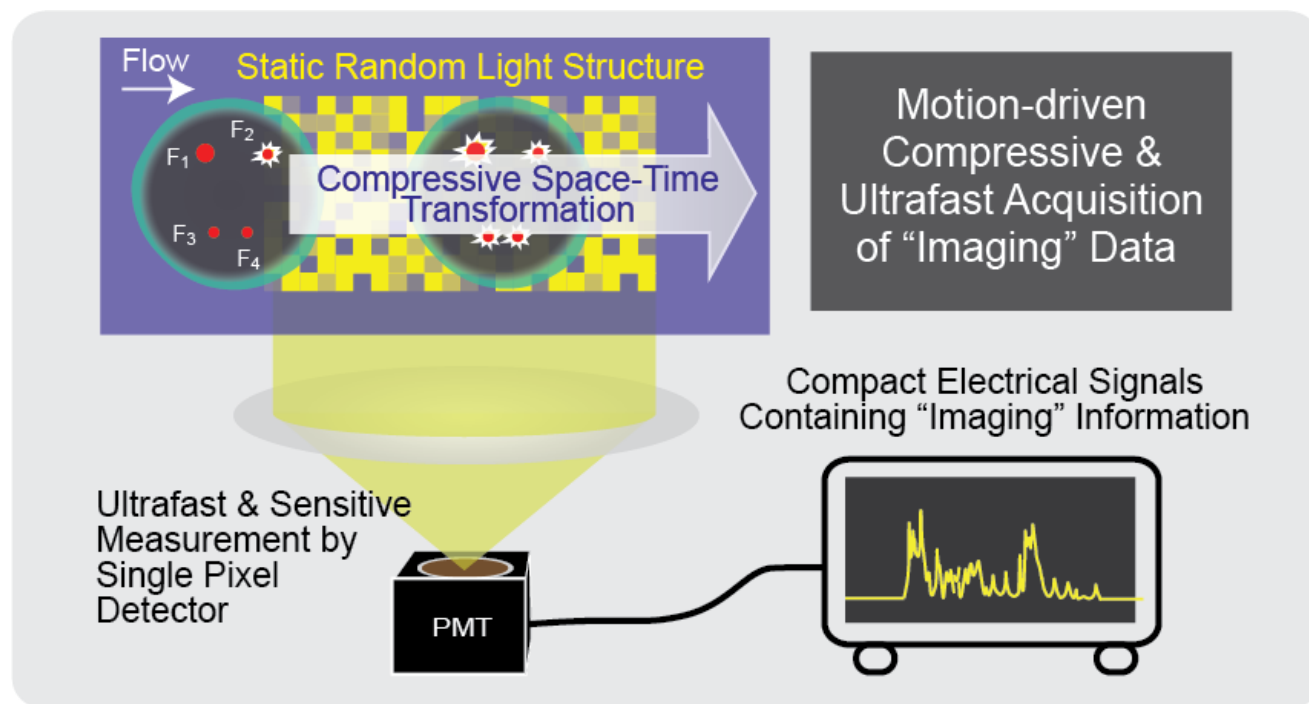 Flow
Static Random Light Structure
F1
F2
F3
F4
Compressive Space-Time
Transformation
Motion-driven
Compressive &
Ultrafast Acquisition
of “Imaging” Data
Compact Electrical Signals
Containing “Imaging” Information
Ultrafast & Sensitive
Measurement by
Single Pixel
Detector
PMT